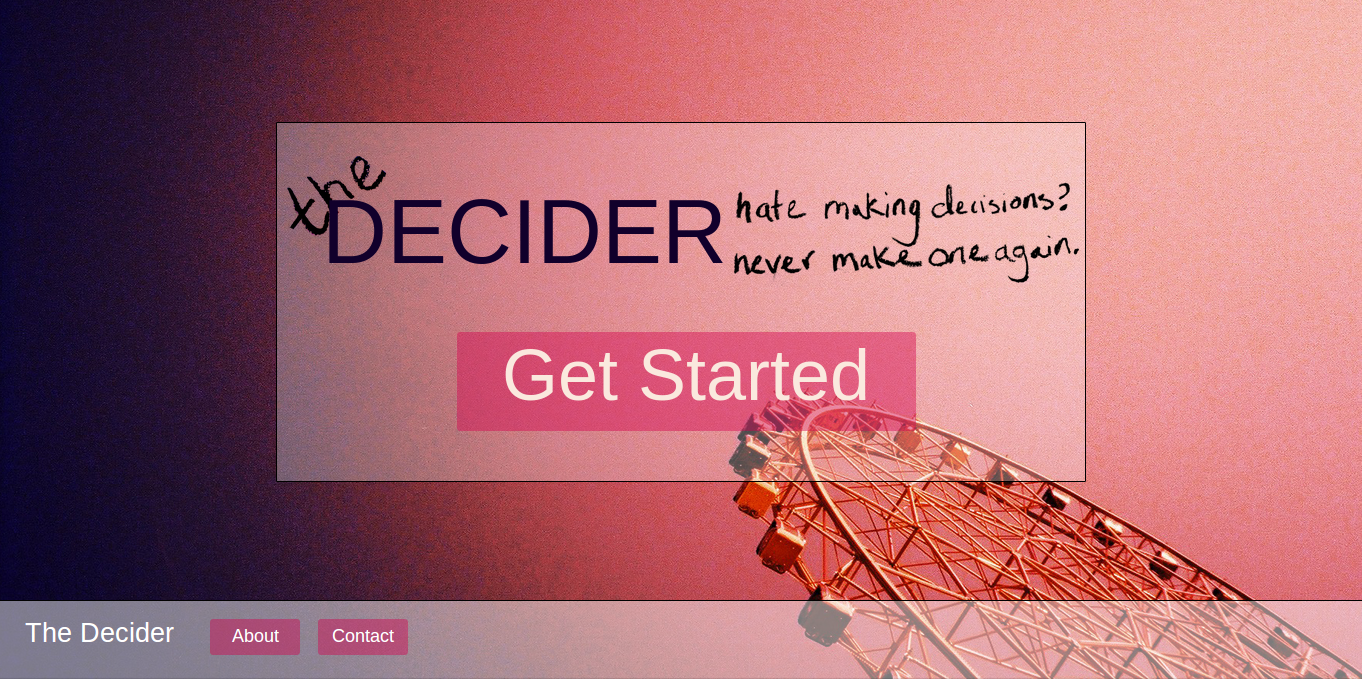 the
DECIDER
hate making decisions?
never make one again.
Get Started
The Decider
About
Contact